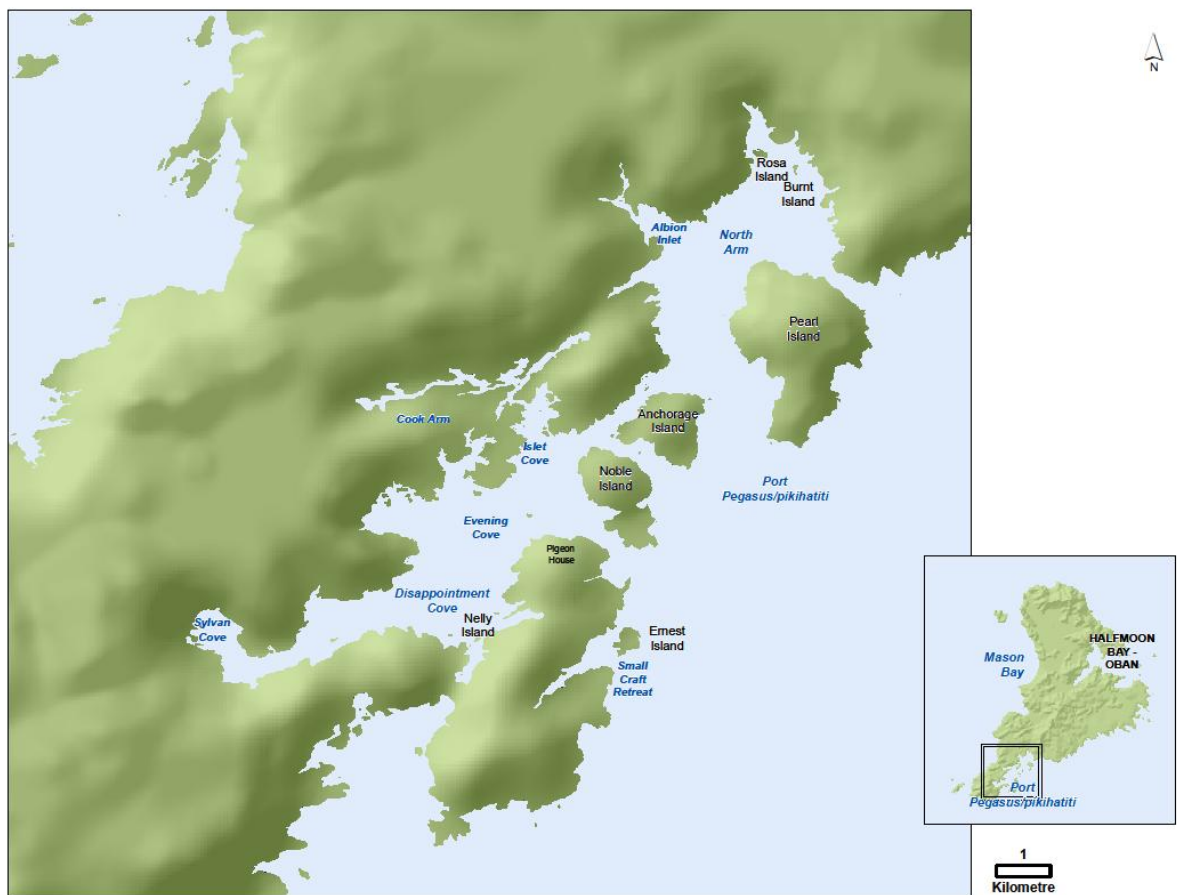 N
Rosa
Island
Burnt
Island
Albion
Inlet
North
Arm
Pearl
Island
Cook Arm
Anchorage
Island
Islet
Cove
Noble
Island
Port
Pegasus/pikihatiti
Evening
Cove
Pigeon
House
Disappointment
Cove
Nelly
Island
Sylvan
Cove
Ernest
Island
Small
Craft
Retreat
HALFMOON
BAY -
OBAN
Mason
Bay
Port
Pegasus/pikihatiti
1
Kilometre